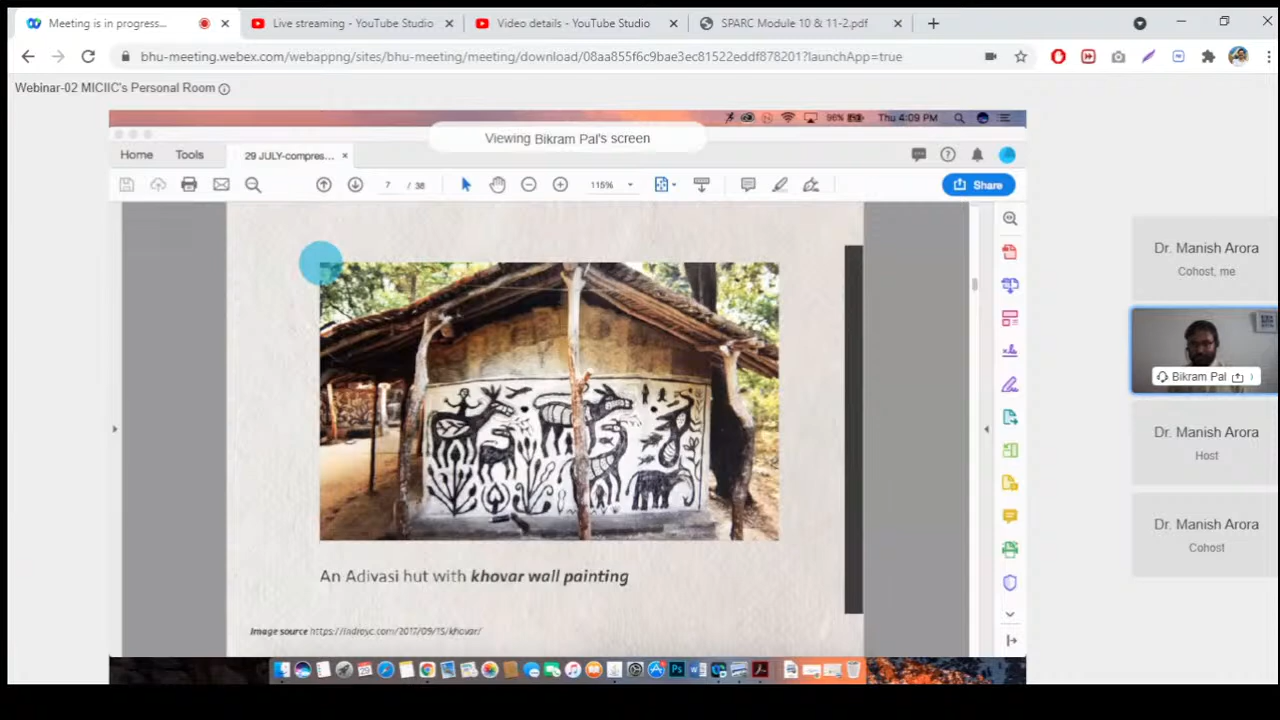 Meeting is in progress...
Live streaming - YouTube Studio
Video details - YouTube Studio
SPARC Module 10 & 11-2.pdf
bhu-meeting.webex.com/webappng/sites/bhu-meeting/meeting/download/08aa855f6c9bae3ec81522eddf878201?launchApp=true
Webinar-02 MICIIC's Personal Room
96%
Thu 4:09 PM
Viewing Bikram Pal's screen
Home
Tools
29 JULY-compres...
7 / 38
115%
Share
An Adivasi hut with khovar wall painting
Image source https://indroyc.com/2017/09/15/khovar/
Dr. Manish Arora
Cohost, me
Bikram Pal
Dr. Manish Arora
Host
Dr. Manish Arora
Cohost